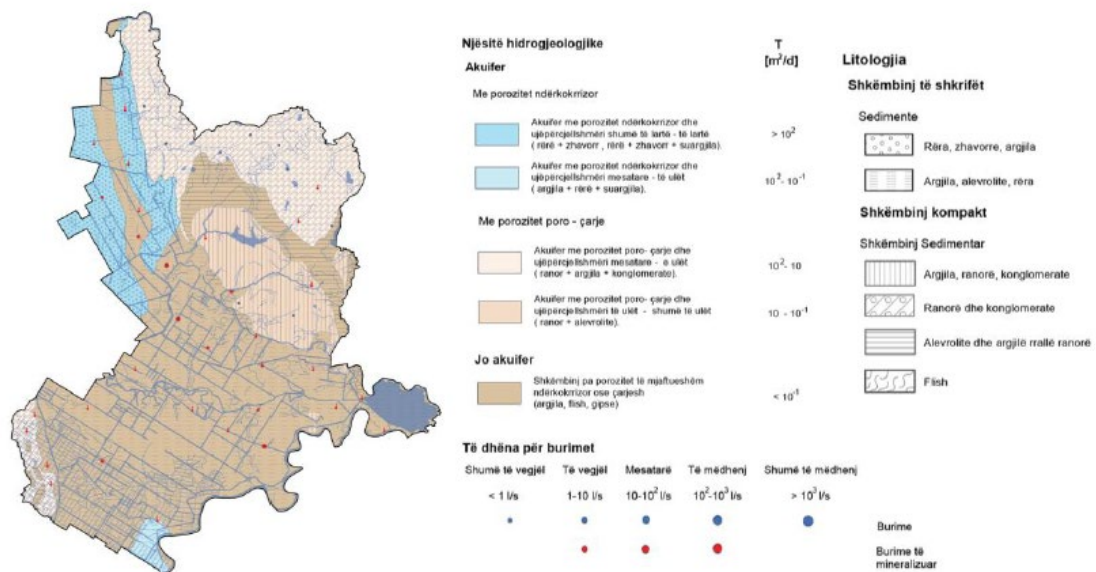 Njësitë hidrogjeologjike
T
[m²/d]
Akuifer
Me porozitet ndërkokrrizor
Akuifer me porozitet ndërkokrrizor dhe
ujëpërcjellshmëri shumë të lartë - të lartë
( rërë + zhavorr , rërë + zhavorr + suargjila).
> 10²
Akuifer me porozitet ndërkokrrizor dhe
ujëpërcjellshmëri mesatare - të ulët
( argjila + rërë + suargjila).
10² - 10⁻¹
Me porozitet poro - çarje
Akuifer me porozitet poro- çarje dhe
ujëpërcjellshmëri mesatare - e ulët
( ranor + argjila + konglomerate).
10² - 10
Akuifer me porozitet poro- çarje dhe
ujëpërcjellshmëri të ulët - shumë të ulët
( ranor + alevrolite).
10 - 10⁻¹
Jo akuifer
Shkëmbinj pa porozitet të mjaftueshëm
ndërkokrrizor ose çarjesh
(argjila, flish, gipse)
< 10⁻¹
Litologjia
Shkëmbinj të shkrifët
Sedimente
Rëra, zhavorre, argjila
Argjila, alevrolite, rëra
Shkëmbinj kompakt
Shkëmbinj Sedimentar
Argjila, ranorë, konglomerate
Ranorë dhe konglomerate
Alevrolite dhe argjilë rrallë ranorë
Flish
Të dhëna për burimet
Shumë të vegjël Të vegjël Mesatarë Të mëdhenj Shumë të mëdhenj
< 1 l/s 1-10 l/s 10-10² l/s 10²-10³ l/s > 10³ l/s
Burime
Burime të
mineralizuar